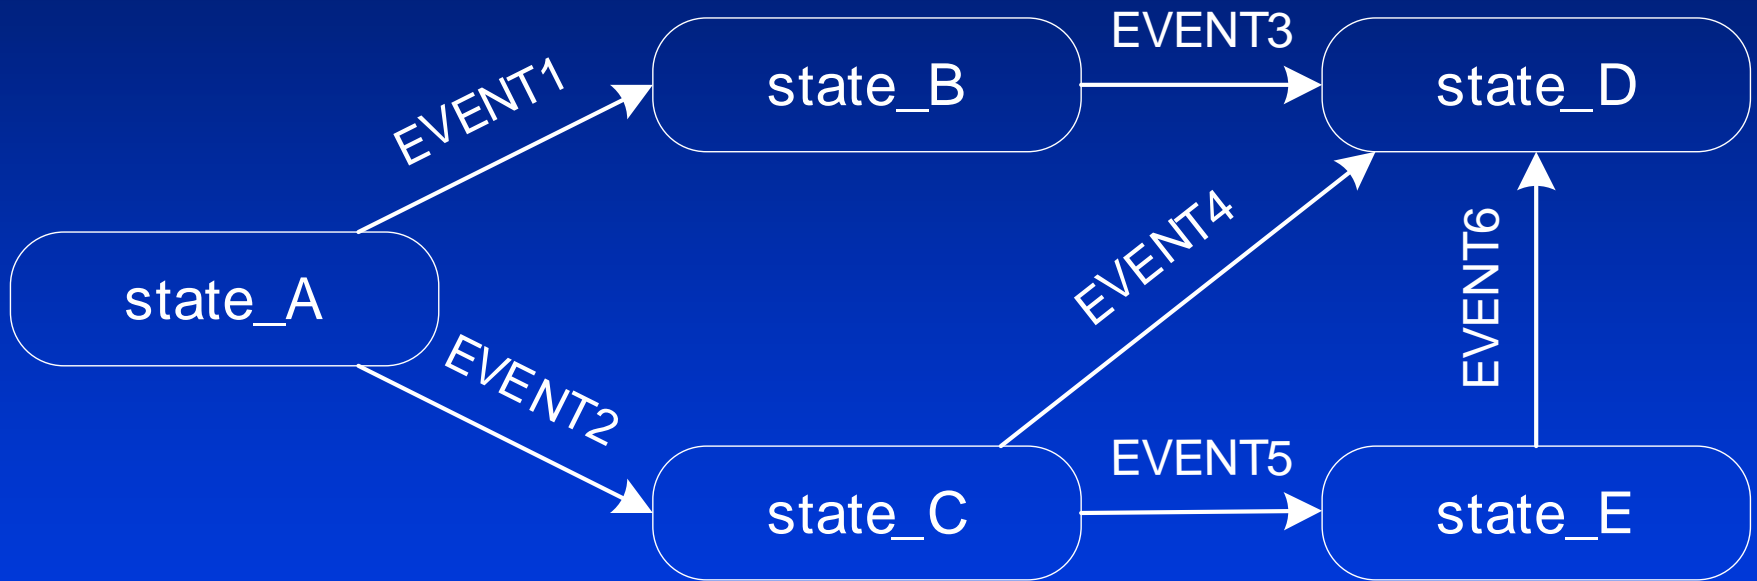 EVENT3
state_B
state_D
EVENT1
EVENT4
EVENT6
state_A
EVENT2
EVENT5
state_C
state_E